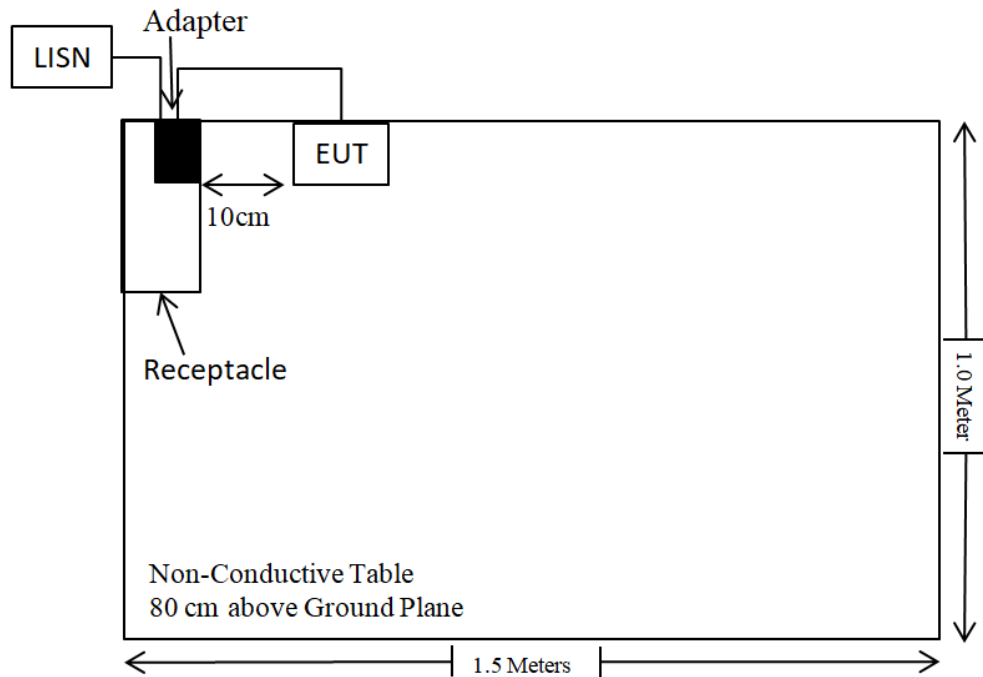 Adapter
LISN
EUT
10cm
Receptacle
1.0 Meter
Non-Conductive Table
80 cm above Ground Plane
1.5 Meters